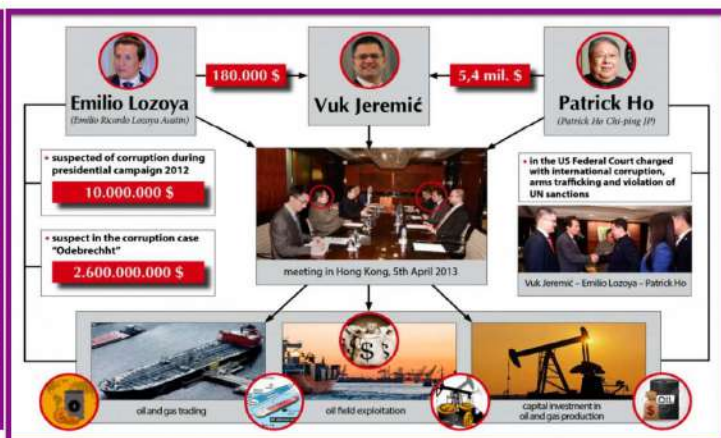 180.000 $
5,4 mil. $
Emilio Lozoya
(Emilio Ricardo Lozoya Austin)
Vuk Jeremić
Patrick Ho
(Patrick Ho Chi-ping JP)
• suspected of corruption during
presidential campaign 2012
10.000.000 $
• suspect in the corruption case
"Odebrechht"
2.600.000.000 $
meeting in Hong Kong, 5th April 2013
• in the US Federal Court charged
with international corruption,
arms trafficking and violation of
UN sanctions
Vuk Jeremić – Emilio Lozoya – Patrick Ho
$
oil and gas trading
oil field exploitation
capital investment in
oil and gas production
OIL
$